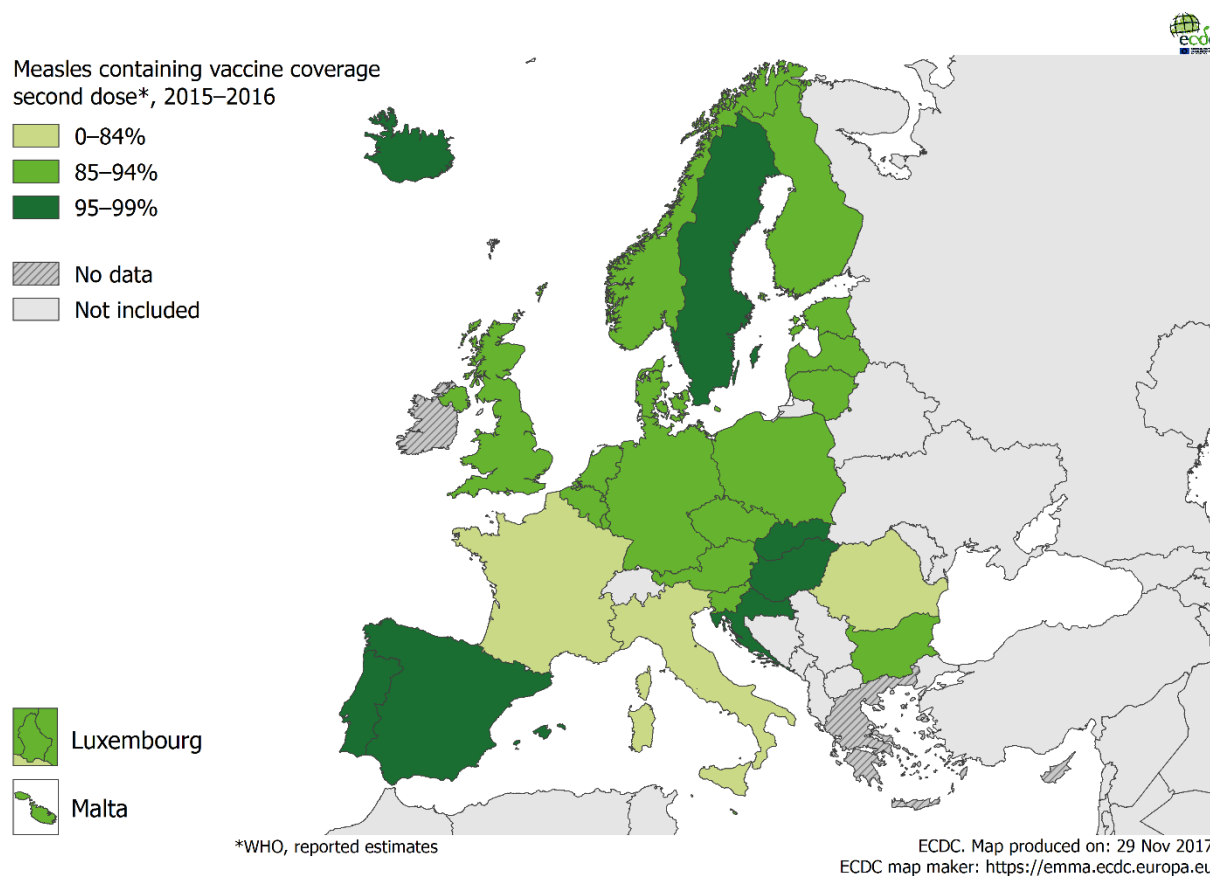 ecdc
Measles containing vaccine coverage
second dose*, 2015–2016
0–84%
85–94%
95–99%
No data
Not included
Luxembourg
Malta
*WHO, reported estimates
ECDC. Map produced on: 29 Nov 2017
ECDC map maker: https://emma.ecdc.europa.eu